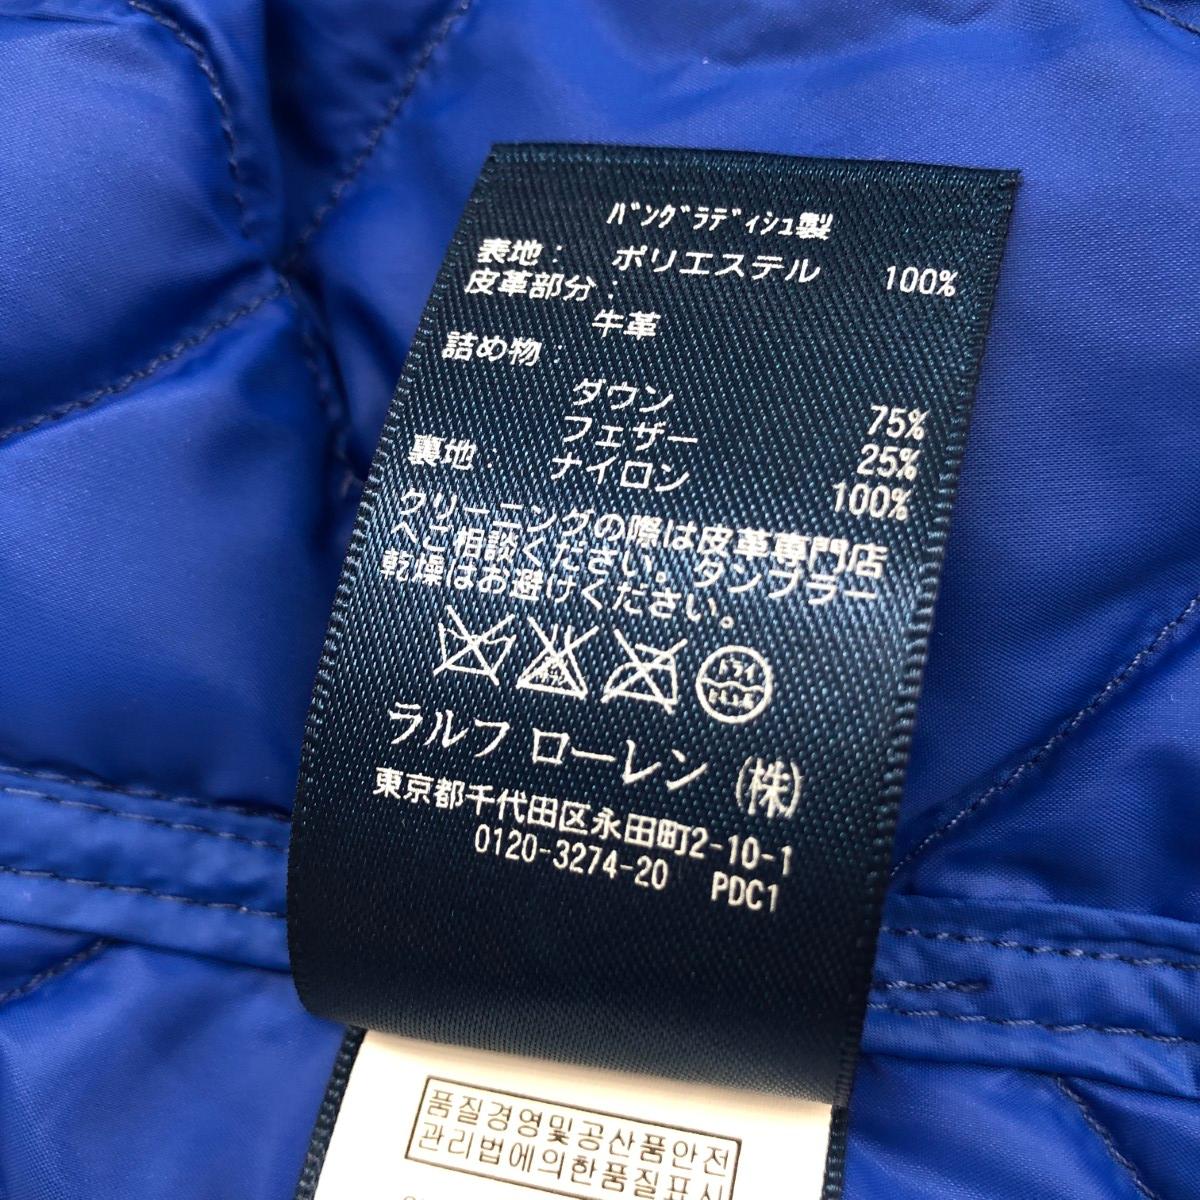 ﾊﾞﾝｸﾞﾗﾃﾞｨｼｭ製
表地: ポリエステル 100%
皮革部分:
牛革
詰め物:
ダウン 75%
フェザー 25%
裏地: ナイロン 100%
クリーニングの際は皮革専門店
へご相談ください。タンブラー
乾燥はお避けください。
ドライ
ラルフ ローレン (株)
東京都千代田区永田町2-10-1
0120-3274-20 PDC1
품질경영및공산품안전
관리법에의한품질표시